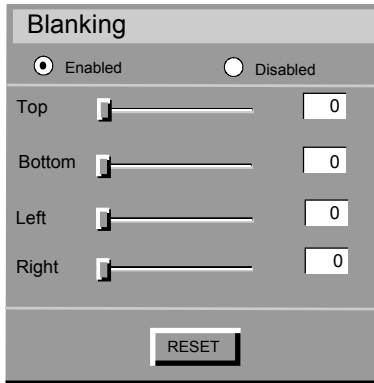 Blanking
Enabled Disabled
Top 0
Bottom 0
Left 0
Right 0
RESET